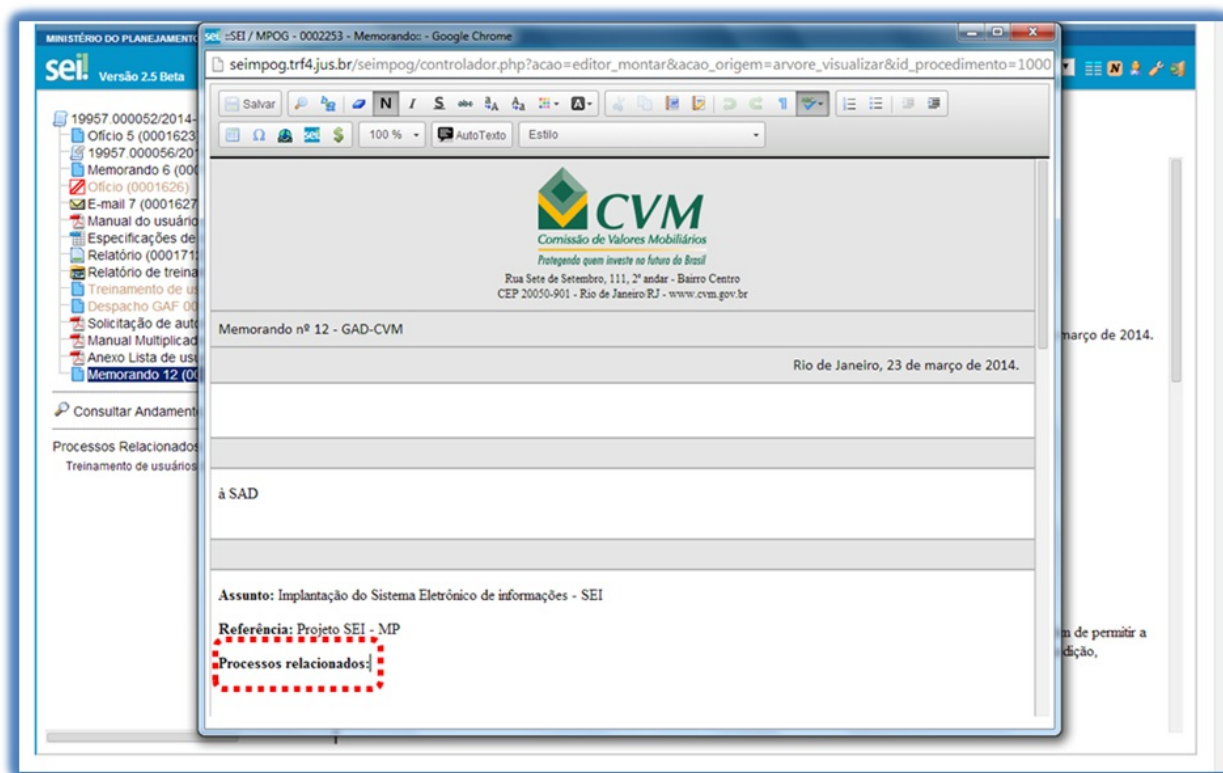 MINISTÉRIO DO PLANEJAMENTO
sei. ::SEI / MPOG - 0002253 - Memorando:: - Google Chrome
seimpog.trf4.jus.br/seimpog/controlador.php?acao=editor_montar&acao_origem=arvore_visualizar&id_procedimento=1000
sei! Versão 2.5 Beta
Salvar
N I S abc
100 % AutoTexto Estilo
19957.000052/2014-
Ofício 5 (0001623
19957.000056/20
Memorando 6 (000
Ofício (0001626)
E-mail 7 (0001627
Manual do usuário
Especificações de
Relatório (000171
Relatório de treina
Treinamento de us
Despacho GAF 00
Solicitação de auto
Manual Multiplicad
Anexo Lista de usu
Memorando 12 (00
Consultar Andament
Processos Relacionados
Treinamento de usuários
CVM
Comissão de Valores Mobiliários
Protegendo quem investe no futuro do Brasil
Rua Sete de Setembro, 111, 2º andar - Bairro Centro
CEP 20050-901 - Rio de Janeiro/RJ - www.cvm.gov.br
Memorando nº 12 - GAD-CVM
Rio de Janeiro, 23 de março de 2014.
à SAD
Assunto: Implantação do Sistema Eletrônico de informações - SEI
Referência: Projeto SEI - MP
Processos relacionados:
março de 2014.
de permitir a
dição,